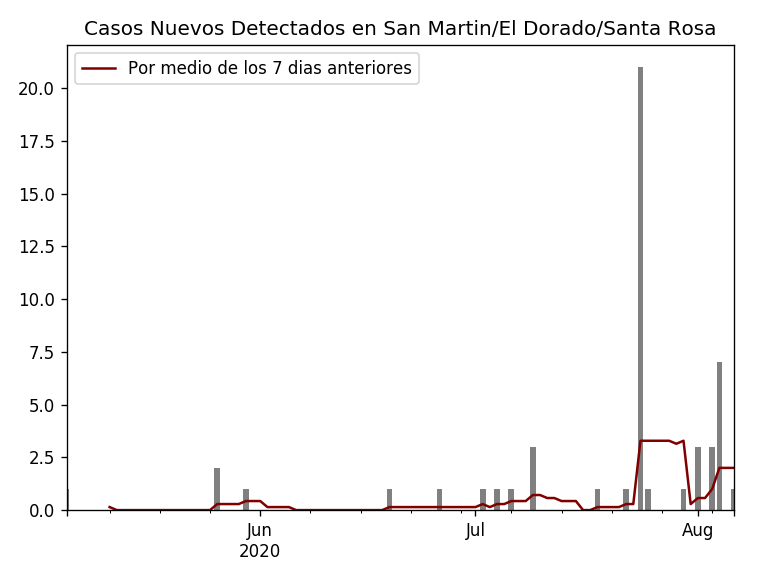 Casos Nuevos Detectados en San Martin/El Dorado/Santa Rosa
Por medio de los 7 dias anteriores
20.0
17.5
15.0
12.5
10.0
7.5
5.0
2.5
0.0
Jun
2020
Jul
Aug